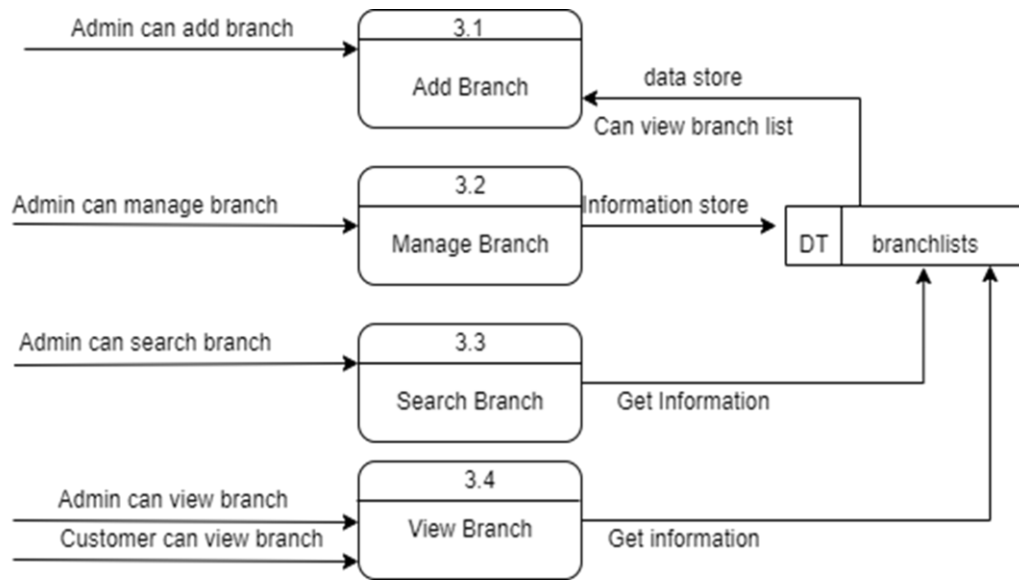 Admin can add branch
3.1
Add Branch
data store
Can view branch list
Admin can manage branch
3.2
Manage Branch
Information store
DT
branchlists
Admin can search branch
3.3
Search Branch
Get Information
Admin can view branch
Customer can view branch
3.4
View Branch
Get information